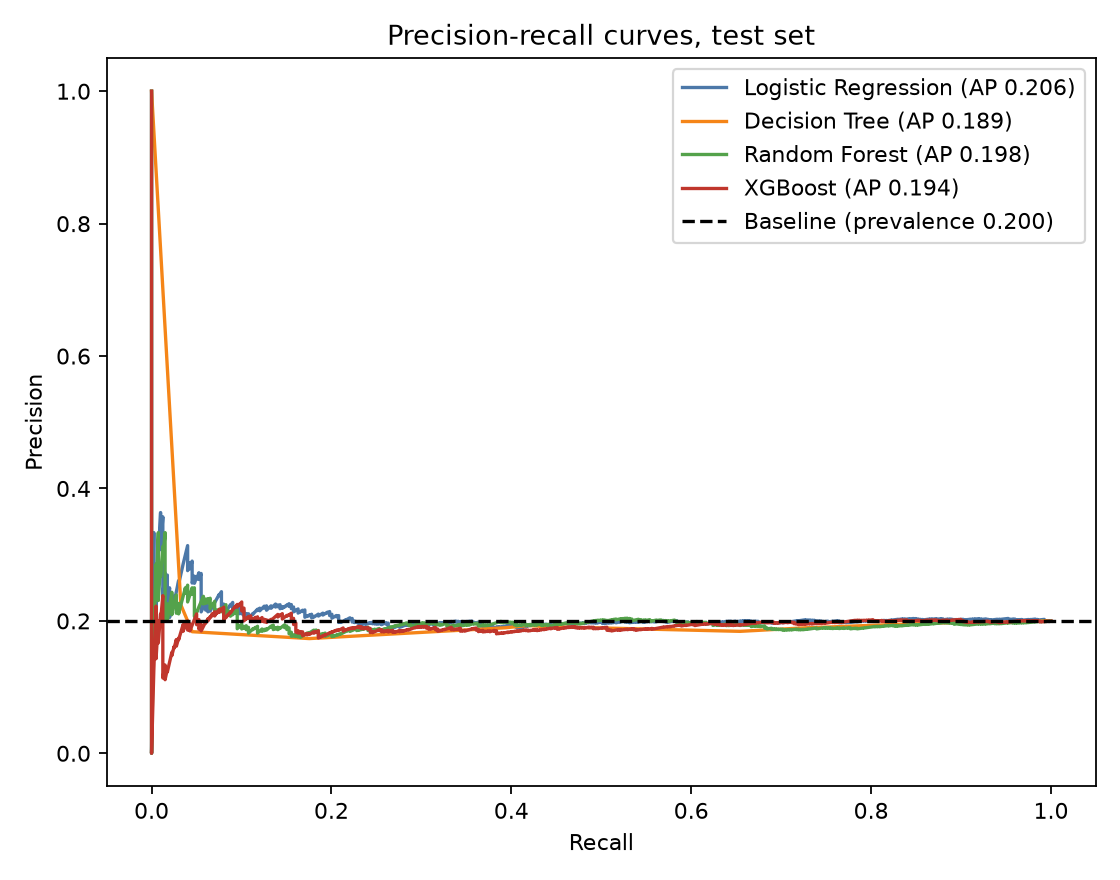 Precision-recall curves, test set
Logistic Regression (AP 0.206)
Decision Tree (AP 0.189)
Random Forest (AP 0.198)
XGBoost (AP 0.194)
Baseline (prevalence 0.200)
Precision
1.0
0.8
0.6
0.4
0.2
0.0
0.0 0.2 0.4 0.6 0.8 1.0
Recall